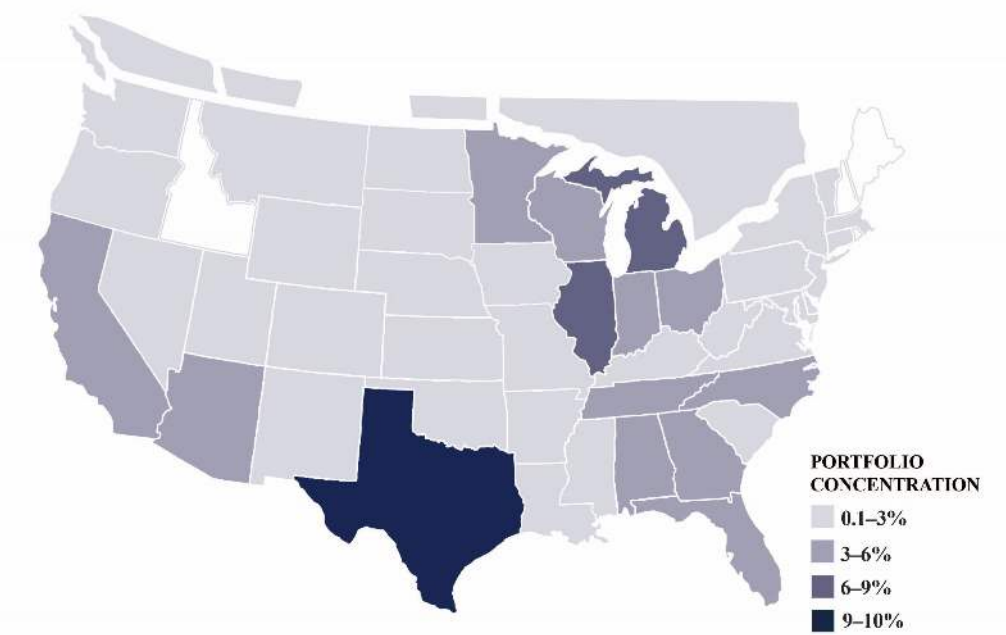 PORTFOLIO
CONCENTRATION
0.1–3%
3–6%
6–9%
9–10%